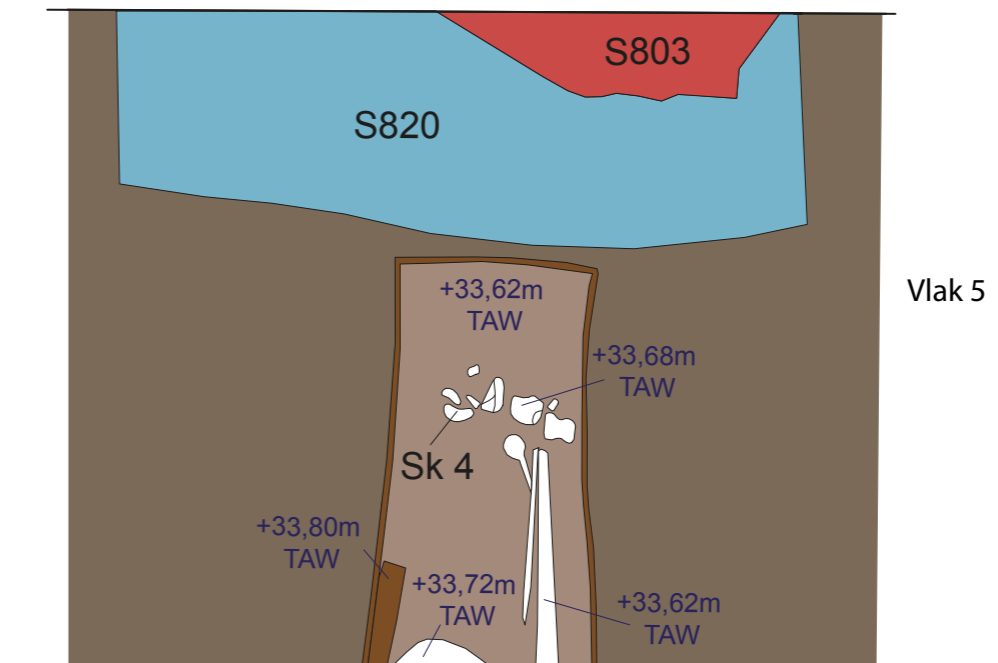 S803
S820
Vlak 5
+33,62m
TAW
+33,68m
TAW
Sk 4
+33,80m
TAW
+33,72m
TAW
+33,62m
TAW